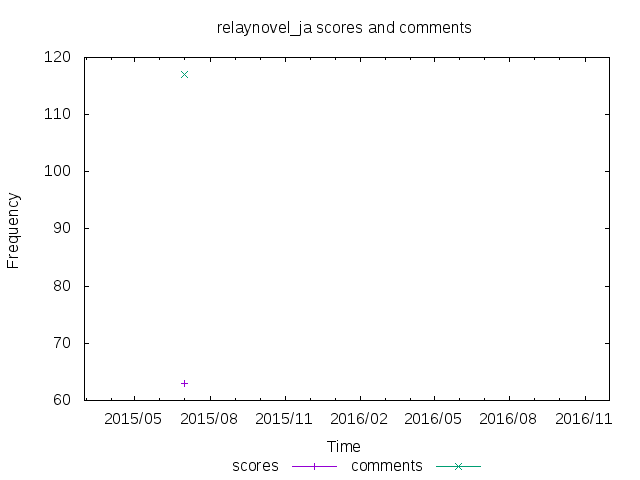 relaynovel_ja scores and comments
120
110
100
90
80
70
60
Frequency
2015/05 2015/08 2015/11 2016/02 2016/05 2016/08 2016/11
Time
scores comments